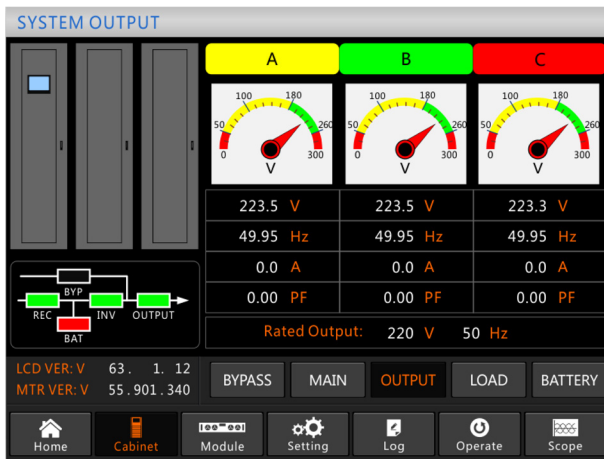 SYSTEM OUTPUT
A B C
100 180 100 180 100 180
50 260 50 260 50 260
0 300 0 300 0 300
V V V
223.5 V 223.5 V 223.3 V
49.95 Hz 49.95 Hz 49.95 Hz
0.0 A 0.0 A 0.0 A
0.00 PF 0.00 PF 0.00 PF
Rated Output: 220 V 50 Hz
BYP
REC INV OUTPUT
BAT
LCD VER: V 63. 1. 12
MTR VER: V 55.901.340
BYPASS MAIN OUTPUT LOAD BATTERY
Home Cabinet Module Setting Log Operate Scope